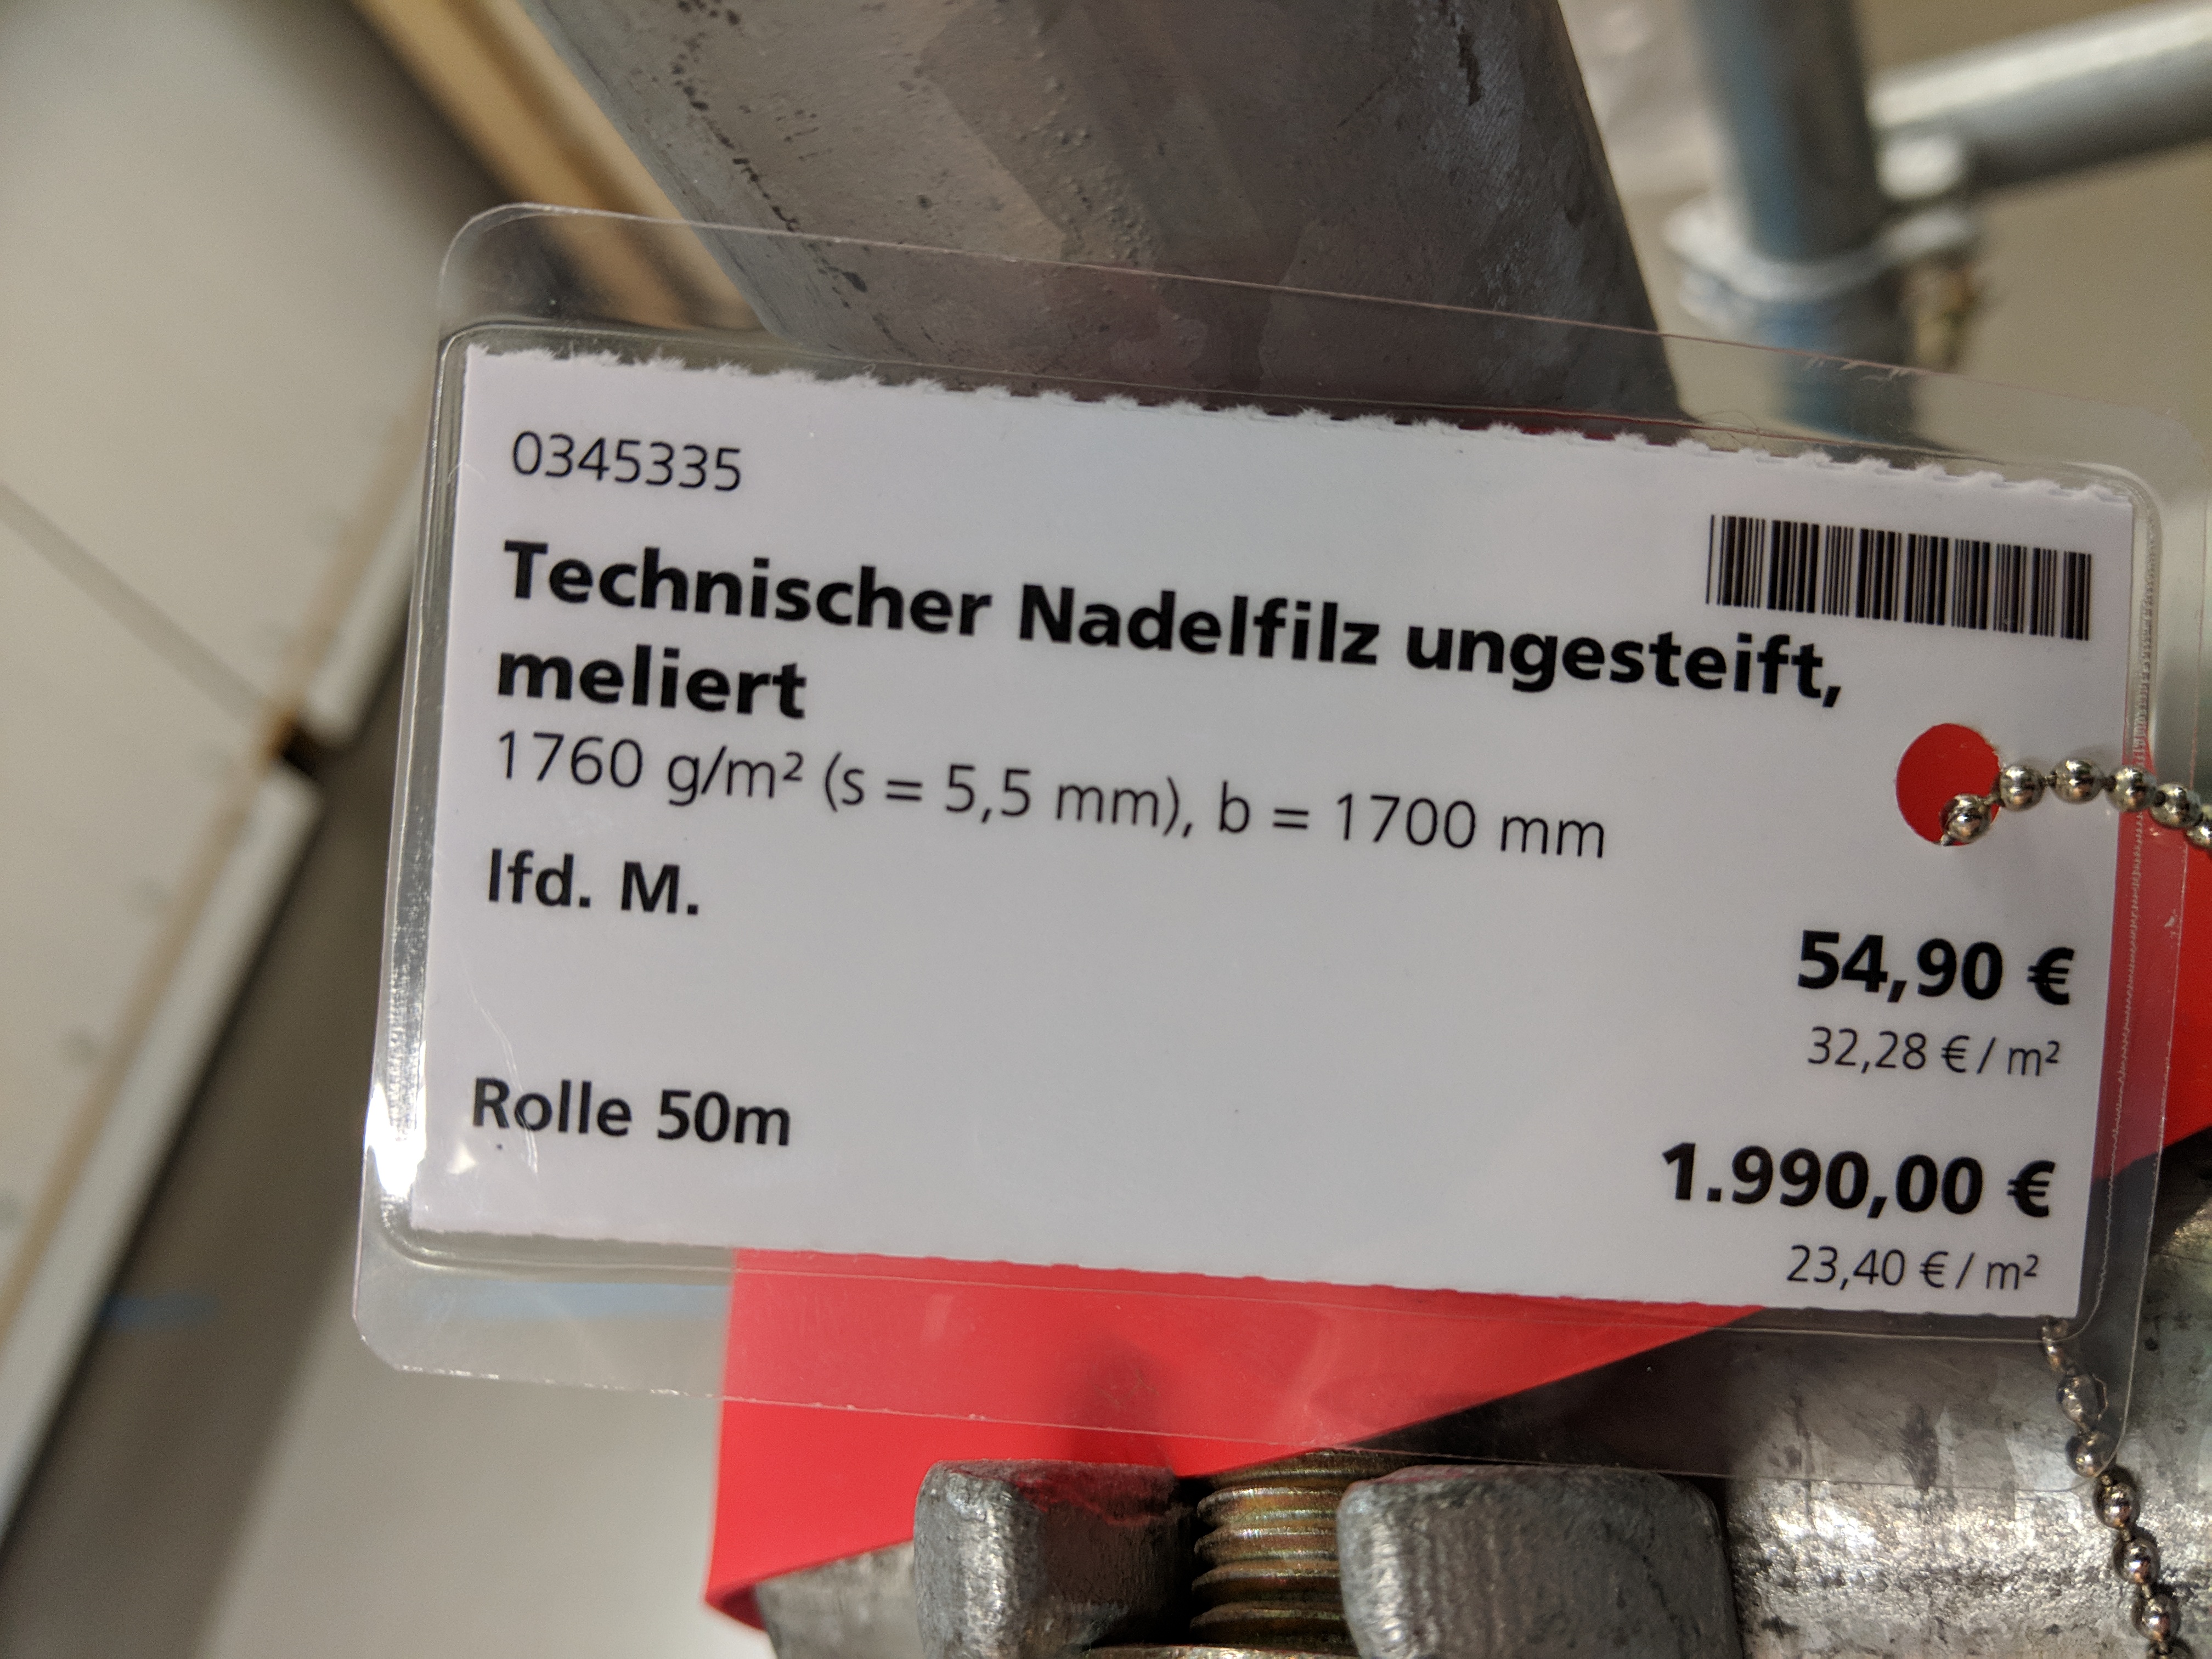 0345335
Technischer Nadelfilz ungesteift,
meliert
1760 g/m² (s = 5,5 mm), b = 1700 mm
lfd. M.
54,90 €
32,28 € / m²
Rolle 50m
1.990,00 €
23,40 € / m²